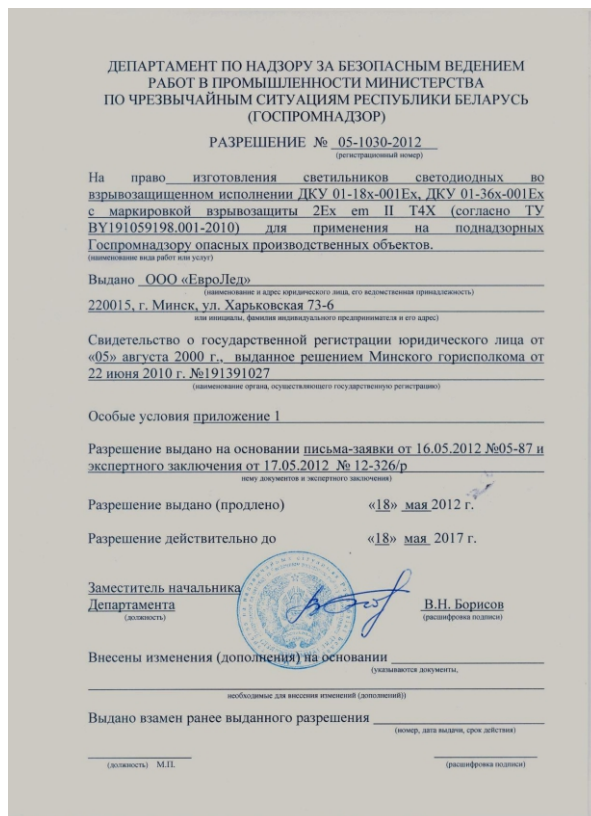 ДЕПАРТАМЕНТ ПО НАДЗОРУ ЗА БЕЗОПАСНЫМ ВЕДЕНИЕМ
РАБОТ В ПРОМЫШЛЕННОСТИ МИНИСТЕРСТВА
ПО ЧРЕЗВЫЧАЙНЫМ СИТУАЦИЯМ РЕСПУБЛИКИ БЕЛАРУСЬ
(ГОСПРОМНАДЗОР)
РАЗРЕШЕНИЕ № 05-1030-2012
(регистрационный номер)
На право изготовления светильников светодиодных во
взрывозащищенном исполнении ДКУ 01-18х-001Ех, ДКУ 01-36х-001Ех
с маркировкой взрывозащиты 2Ех em II T4X (согласно ТУ
BY191059198.001-2010) для применения на поднадзорных
Госпромнадзору опасных производственных объектов.
(наименование вида работ или услуг)
Выдано ООО «ЕвроЛед»
(наименование и адрес юридического лица, его ведомственная принадлежность)
220015, г. Минск, ул. Харьковская 73-6
или инициалы, фамилия индивидуального предпринимателя и его адрес)
Свидетельство о государственной регистрации юридического лица от
«05» августа 2000 г., выданное решением Минского горисполкома от
22 июня 2010 г. №191391027
(наименование органа, осуществляющего государственную регистрацию)
Особые условия приложение 1
Разрешение выдано на основании письма-заявки от 16.05.2012 №05-87 и
экспертного заключения от 17.05.2012 № 12-326/р
нему документов и экспертного заключения)
Разрешение выдано (продлено) «18» мая 2012 г.
Разрешение действительно до «18» мая 2017 г.
Заместитель начальника
Департамента В.Н. Борисов
(должность) (расшифровка подписи)
Внесены изменения (дополнения) на основании
(указываются документы,
необходимые для внесения изменений (дополнений))
Выдано взамен ранее выданного разрешения
(номер, дата выдачи, срок действия)
(должность) М.П. (расшифровка подписи)